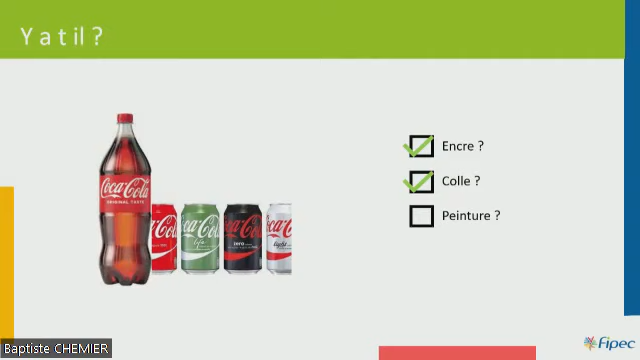 Y a t il ?
Encre ?
Colle ?
Peinture ?
Coca-Cola
ORIGINAL TASTE
Coca-Cola
Coca-Cola
life
Coca-Cola
zero
Coca-Cola
light
Baptiste CHEMIER
Fipec